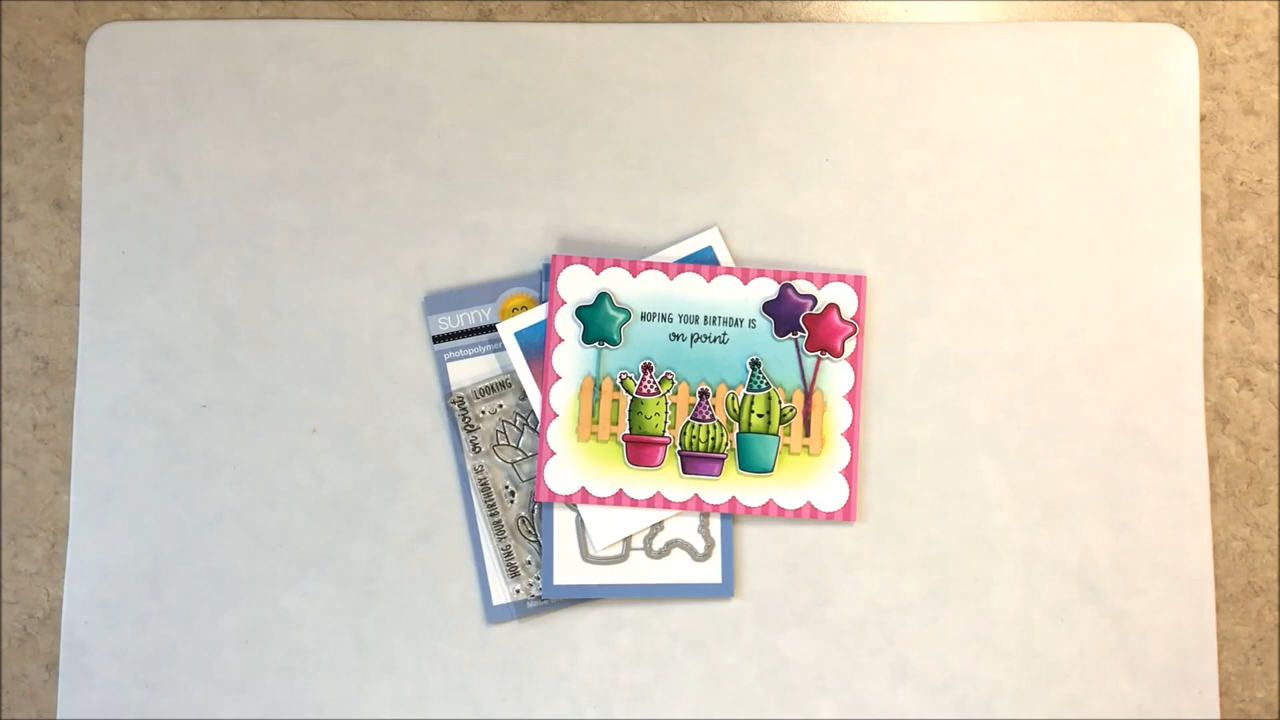 SUNNY
photopolymer
LOOKING
on point
HOPING YOUR BIRTHDAY IS
HOPING YOUR BIRTHDAY IS
on point